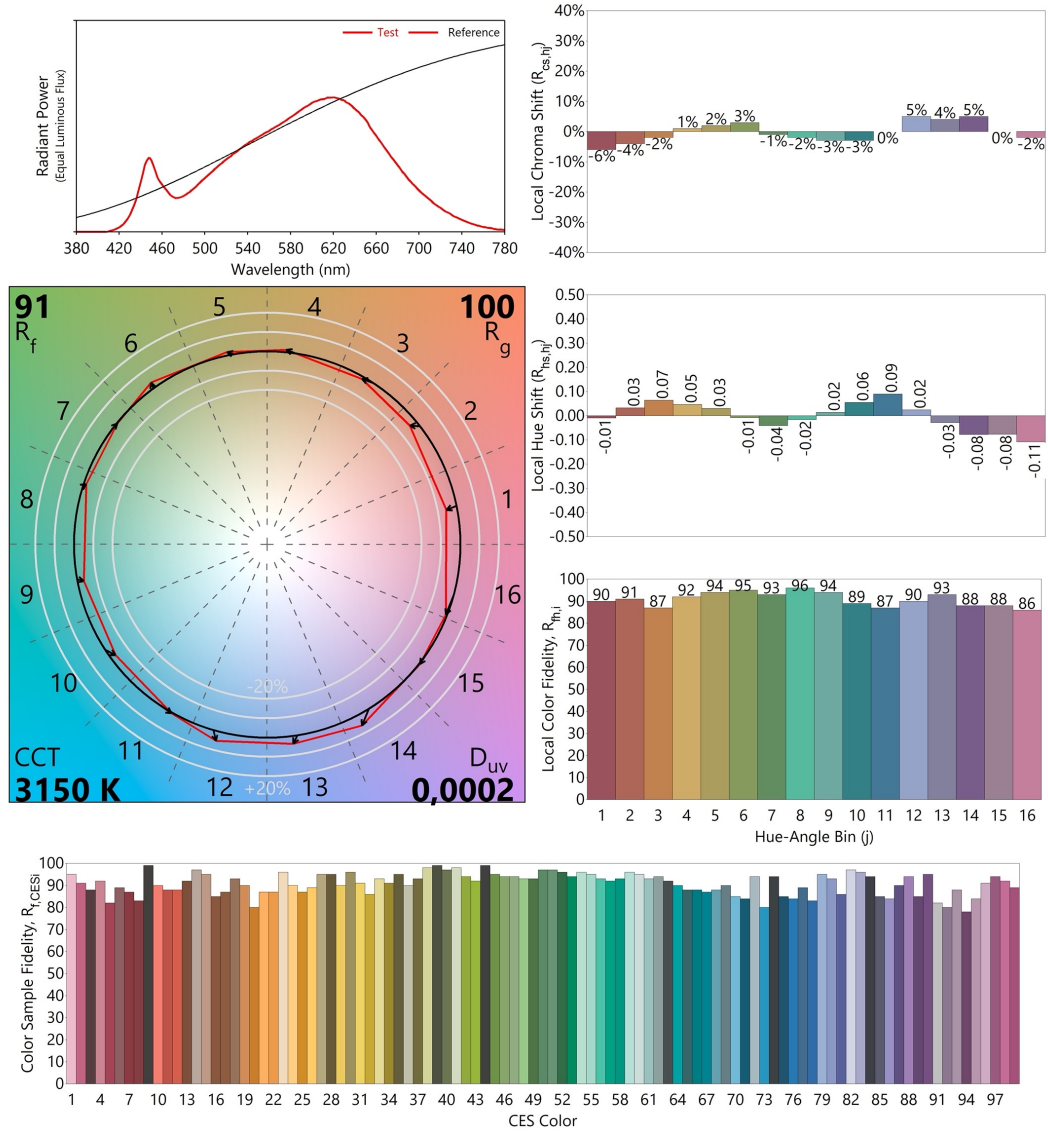 Test Reference
Radiant Power
(Equal Luminous Flux)
380 420 460 500 540 580 620 660 700 740 780
Wavelength (nm)
Local Chroma Shift (Rcs,hj)
40%
30%
20%
10%
0%
-10%
-20%
-30%
-40%
-6% -4% -2% 1% 2% 3% -1% -2% -3% -3% 0% 5% 4% 5% 0% -2%
91
Rf
100
Rg
1 2 3 4 5 6 7 8 9 10 11 12 13 14 15 16
-20%
+20%
CCT
3150 K
Duv
0,0002
Local Hue Shift (Rhs,hj)
0.50
0.40
0.30
0.20
0.10
0.00
-0.10
-0.20
-0.30
-0.40
-0.50
-0.01 0.03 0.07 0.05 0.03 -0.01 -0.04 -0.02 0.02 0.06 0.09 0.02 -0.03 -0.08 -0.08 -0.11
Local Color Fidelity, Rfh,i
100
90
80
70
60
50
40
30
20
10
0
90 91 87 92 94 95 93 96 94 89 87 90 93 88 88 86
1 2 3 4 5 6 7 8 9 10 11 12 13 14 15 16
Hue-Angle Bin (j)
Color Sample Fidelity, Rf,CESi
100
90
80
70
60
50
40
30
20
10
0
1 4 7 10 13 16 19 22 25 28 31 34 37 40 43 46 49 52 55 58 61 64 67 70 73 76 79 82 85 88 91 94 97
CES Color